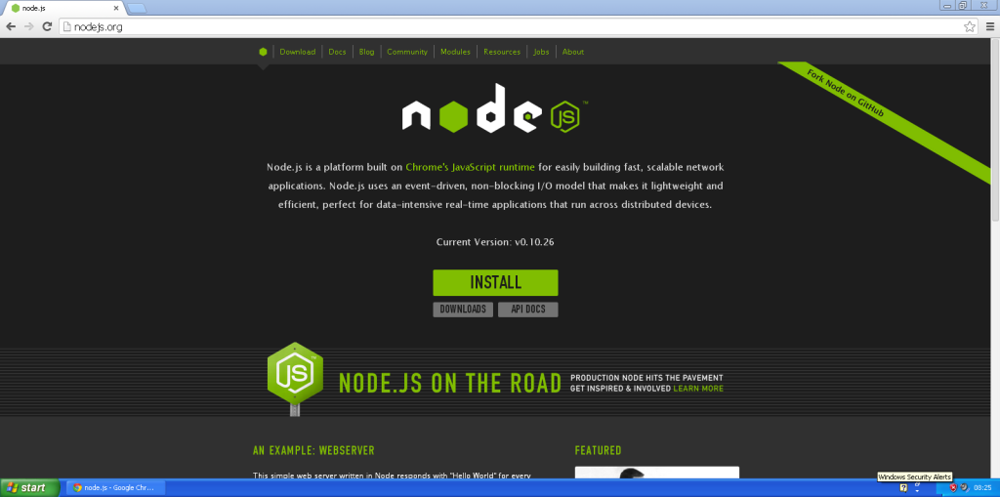 node.js
nodejs.org
Download
Docs
Blog
Community
Modules
Resources
Jobs
About
Fork Node on GitHub
node
JS™
Node.js is a platform built on Chrome's JavaScript runtime for easily building fast, scalable network
applications. Node.js uses an event-driven, non-blocking I/O model that makes it lightweight and
efficient, perfect for data-intensive real-time applications that run across distributed devices.
Current Version: v0.10.26
INSTALL
DOWNLOADS
API DOCS
JS
NODE.JS ON THE ROAD
PRODUCTION NODE HITS THE PAVEMENT
GET INSPIRED & INVOLVED LEARN MORE
AN EXAMPLE: WEBSERVER
FEATURED
This simple web server written in Node responds with "Hello World" for every
Windows Security Alerts
start
node.js - Google Chr...
08:25